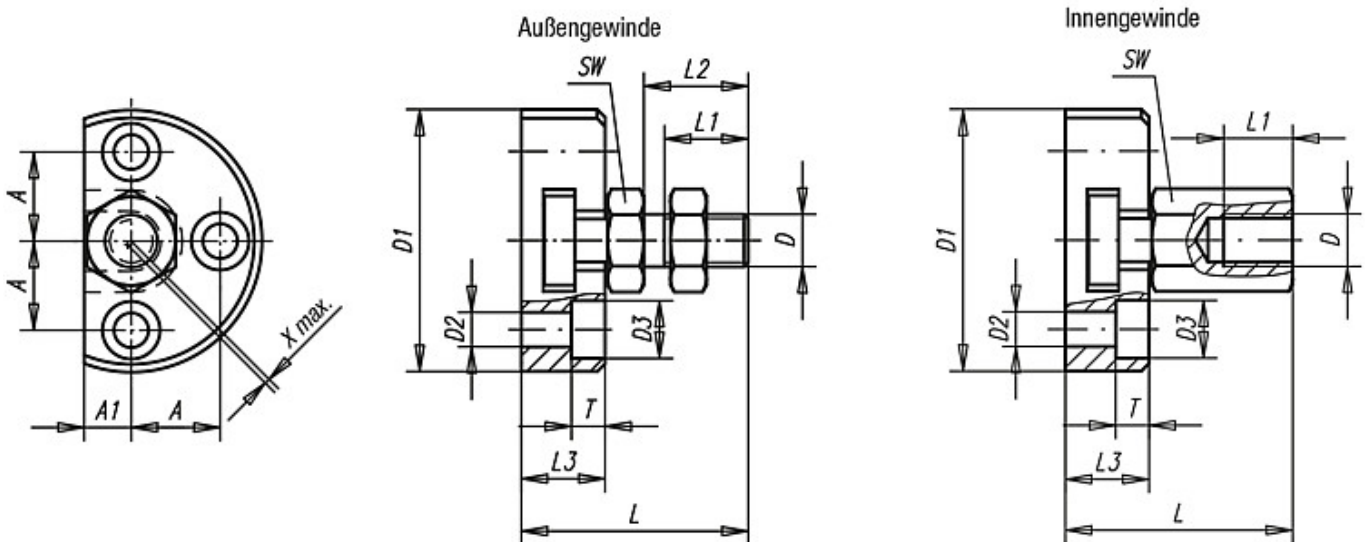 Außengewinde
Innengewinde
A
A
X max.
A1
A
SW
L2
L1
D1
D
D2
D3
T
L3
L
SW
L1
D1
D
D2
D3
T
L3
L